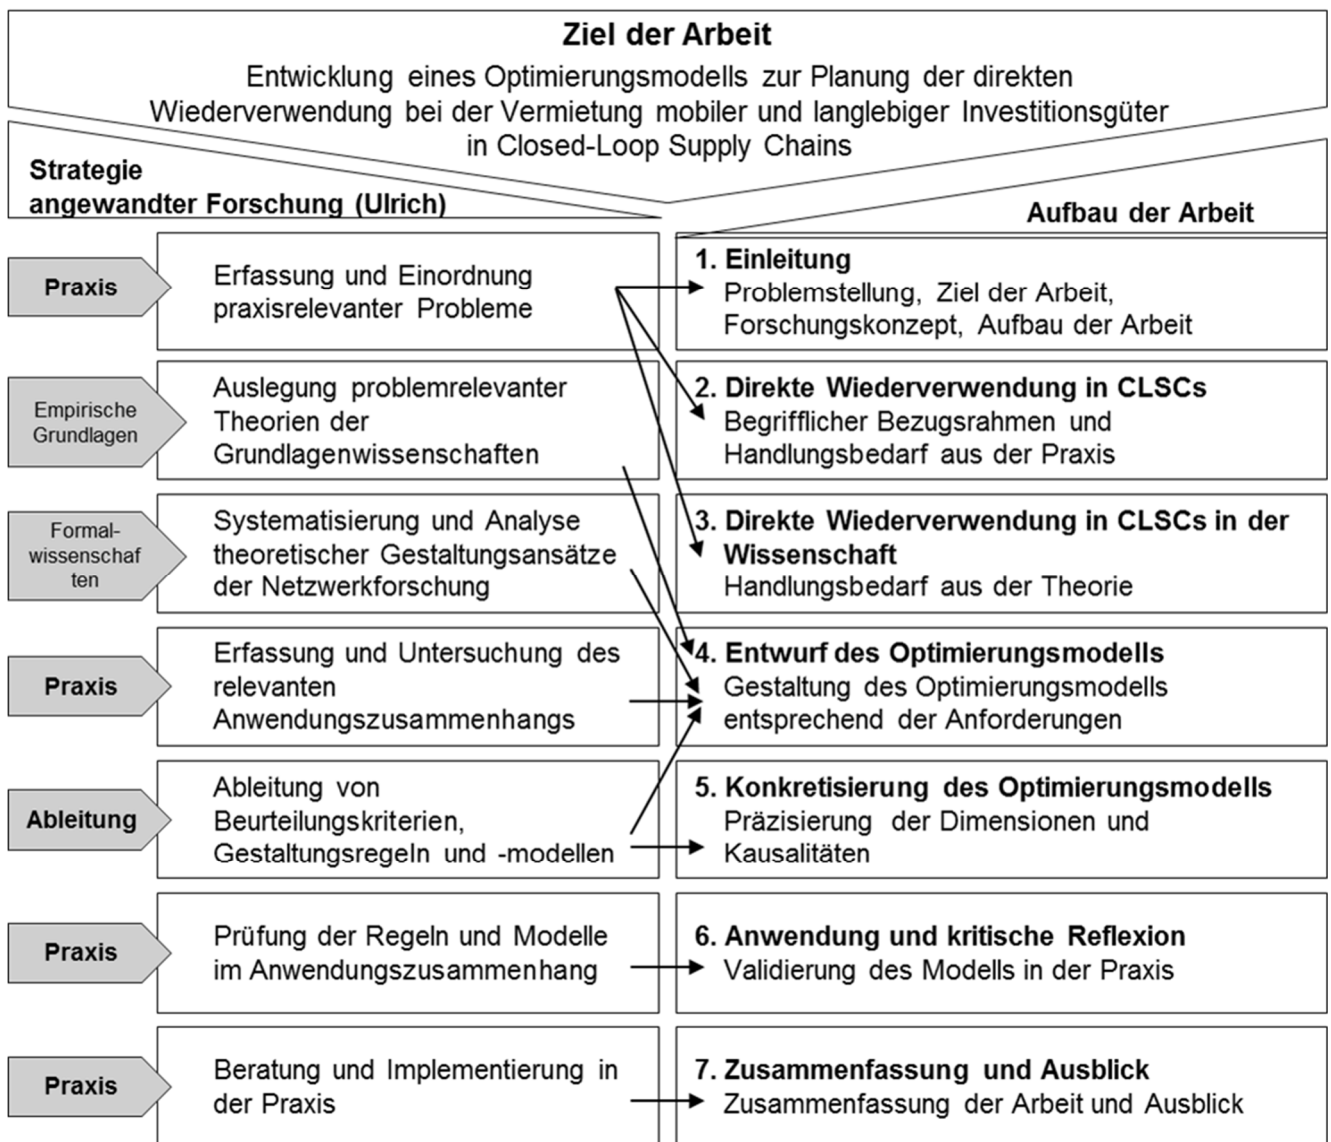 Ziel der Arbeit
Entwicklung eines Optimierungsmodells zur Planung der direkten
Wiederverwendung bei der Vermietung mobiler und langlebiger Investitionsgüter
in Closed-Loop Supply Chains
Strategie
angewandter Forschung (Ulrich)
Aufbau der Arbeit
Praxis
Erfassung und Einordnung
praxisrelevanter Probleme
1. Einleitung
Problemstellung, Ziel der Arbeit,
Forschungskonzept, Aufbau der Arbeit
Empirische
Grundlagen
Auslegung problemrelevanter
Theorien der
Grundlagenwissenschaften
2. Direkte Wiederverwendung in CLSCs
Begrifflicher Bezugsrahmen und
Handlungsbedarf aus der Praxis
Formal-
wissenschaf
ten
Systematisierung und Analyse
theoretischer Gestaltungsansätze
der Netzwerkforschung
3. Direkte Wiederverwendung in CLSCs in der
Wissenschaft
Handlungsbedarf aus der Theorie
Praxis
Erfassung und Untersuchung des
relevanten
Anwendungszusammenhangs
4. Entwurf des Optimierungsmodells
Gestaltung des Optimierungsmodells
entsprechend der Anforderungen
Ableitung
Ableitung von
Beurteilungskriterien,
Gestaltungsregeln und -modellen
5. Konkretisierung des Optimierungsmodells
Präzisierung der Dimensionen und
Kausalitäten
Praxis
Prüfung der Regeln und Modelle
im Anwendungszusammenhang
6. Anwendung und kritische Reflexion
Validierung des Modells in der Praxis
Praxis
Beratung und Implementierung in
der Praxis
7. Zusammenfassung und Ausblick
Zusammenfassung der Arbeit und Ausblick